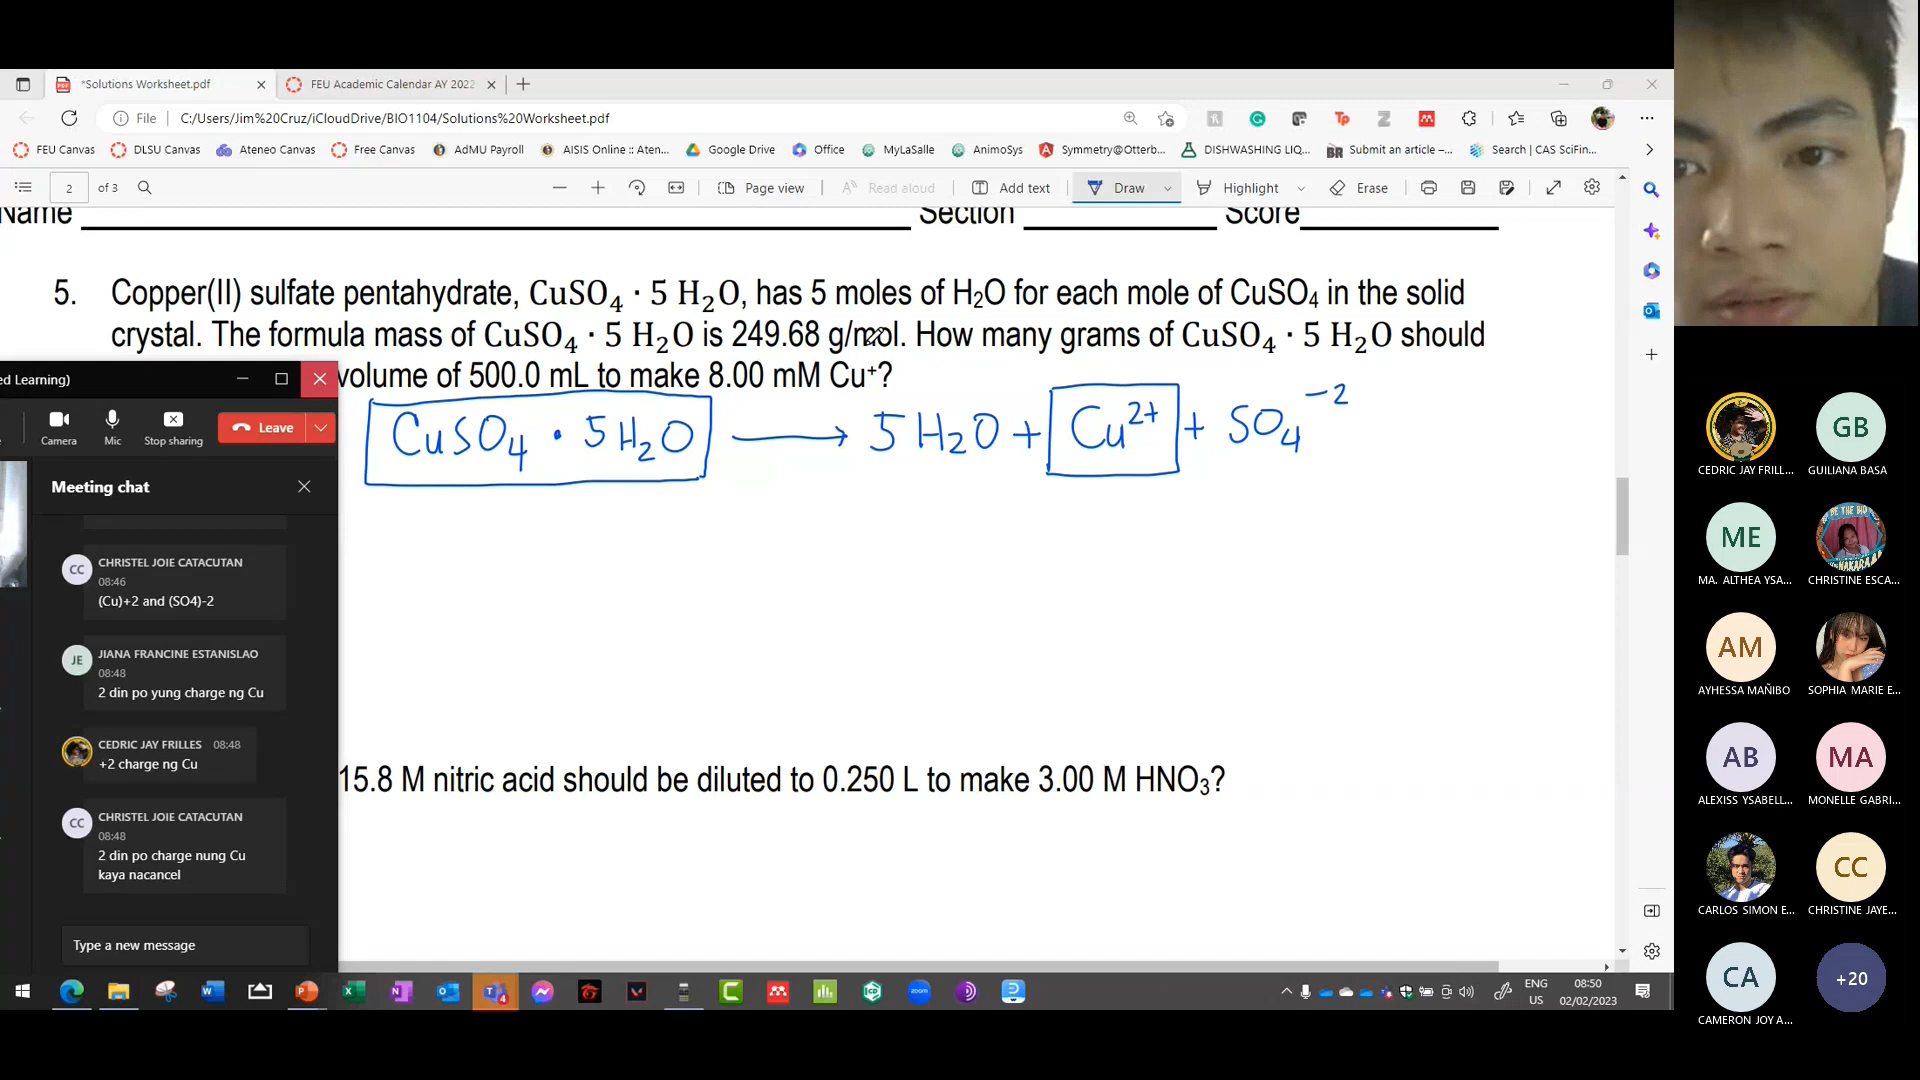 *Solutions Worksheet.pdf
FEU Academic Calendar AY 2022
File
C:/Users/Jim%20Cruz/iCloudDrive/BIO1104/Solutions%20Worksheet.pdf
FEU Canvas
DLSU Canvas
Ateneo Canvas
Free Canvas
AdMU Payroll
AISIS Online :: Aten...
Google Drive
Office
MyLaSalle
AnimoSys
Symmetry@Otterb...
DISHWASHING LIQ...
Submit an article –...
Search | CAS SciFin...
2 of 3
Page view
Read aloud
Add text
Draw
Highlight
Erase
Name Section Score
5. Copper(II) sulfate pentahydrate, CuSO₄ · 5 H₂O, has 5 moles of H₂O for each mole of CuSO₄ in the solid
crystal. The formula mass of CuSO₄ · 5 H₂O is 249.68 g/mol. How many grams of CuSO₄ · 5 H₂O should
volume of 500.0 mL to make 8.00 mM Cu⁺?
CuSO₄ · 5H₂O → 5 H₂O + Cu²⁺ + SO₄⁻²
15.8 M nitric acid should be diluted to 0.250 L to make 3.00 M HNO₃?
ed Learning)
Camera
Mic
Stop sharing
Leave
Meeting chat
CC
CHRISTEL JOIE CATACUTAN
08:46
(Cu)+2 and (SO4)-2
JE
JIANA FRANCINE ESTANISLAO
08:48
2 din po yung charge ng Cu
CEDRIC JAY FRILLES 08:48
+2 charge ng Cu
CC
CHRISTEL JOIE CATACUTAN
08:48
2 din po charge nung Cu
kaya nacancel
Type a new message
ENG
US
08:50
02/02/2023
GB
CEDRIC JAY FRILL...
GUILIANA BASA
ME
MA. ALTHEA YSA...
CHRISTINE ESCA...
AM
AYHESSA MAÑIBO
SOPHIA MARIE E...
AB
MA
ALEXISS YSABELL...
MONELLE GABRI...
CC
CARLOS SIMON E...
CHRISTINE JAYE...
CA
+20
CAMERON JOY A...